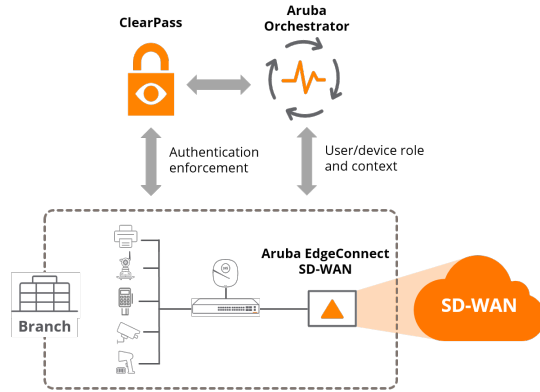 ClearPass
Aruba
Orchestrator
Authentication
enforcement
User/device role
and context
Aruba EdgeConnect
SD-WAN
SD-WAN
Branch